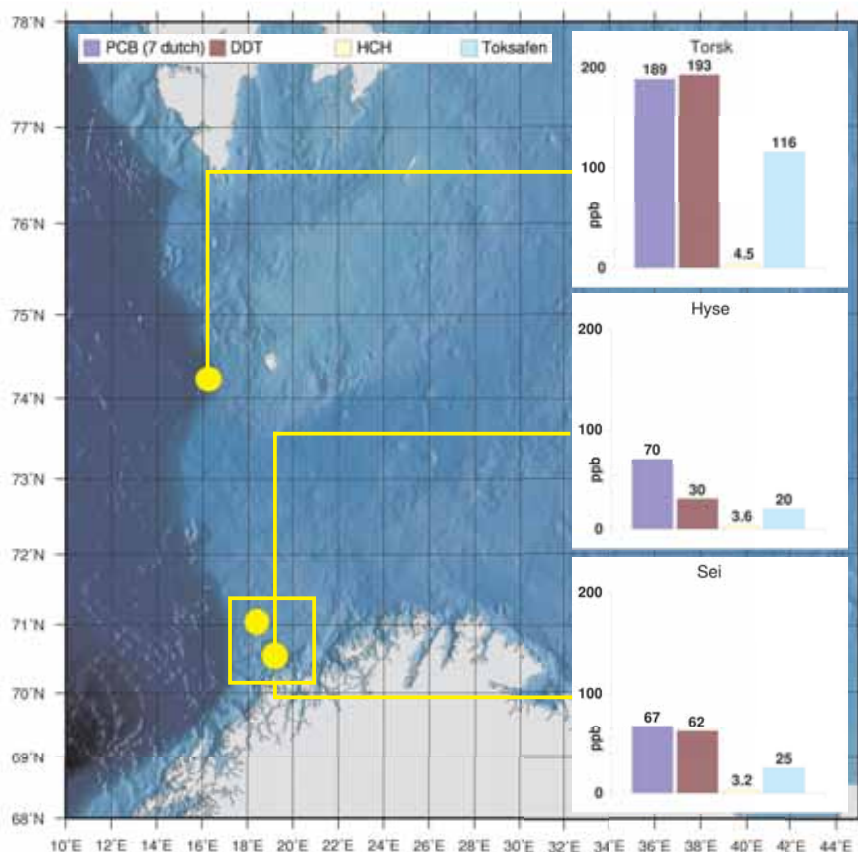 78°N
77°N
76°N
75°N
74°N
73°N
72°N
71°N
70°N
69°N
68°N
10°E 12°E 14°E 16°E 18°E 20°E 22°E 24°E 26°E 28°E 30°E 32°E 34°E 36°E 38°E 40°E 42°E 44°E
PCB (7 dutch) DDT HCH Toksafen
Torsk
200
100
0
ppb
189
193
4.5
116
Hyse
200
100
0
ppb
70
30
3.6
20
Sei
200
100
0
ppb
67
62
3.2
25